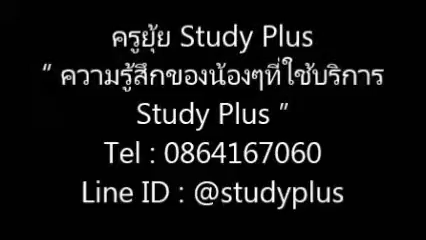 ครูยุ้ย Study Plus
“ ความรู้สึกของน้องๆที่ใช้บริการ
Study Plus ”
Tel : 0864167060
Line ID : @studyplus